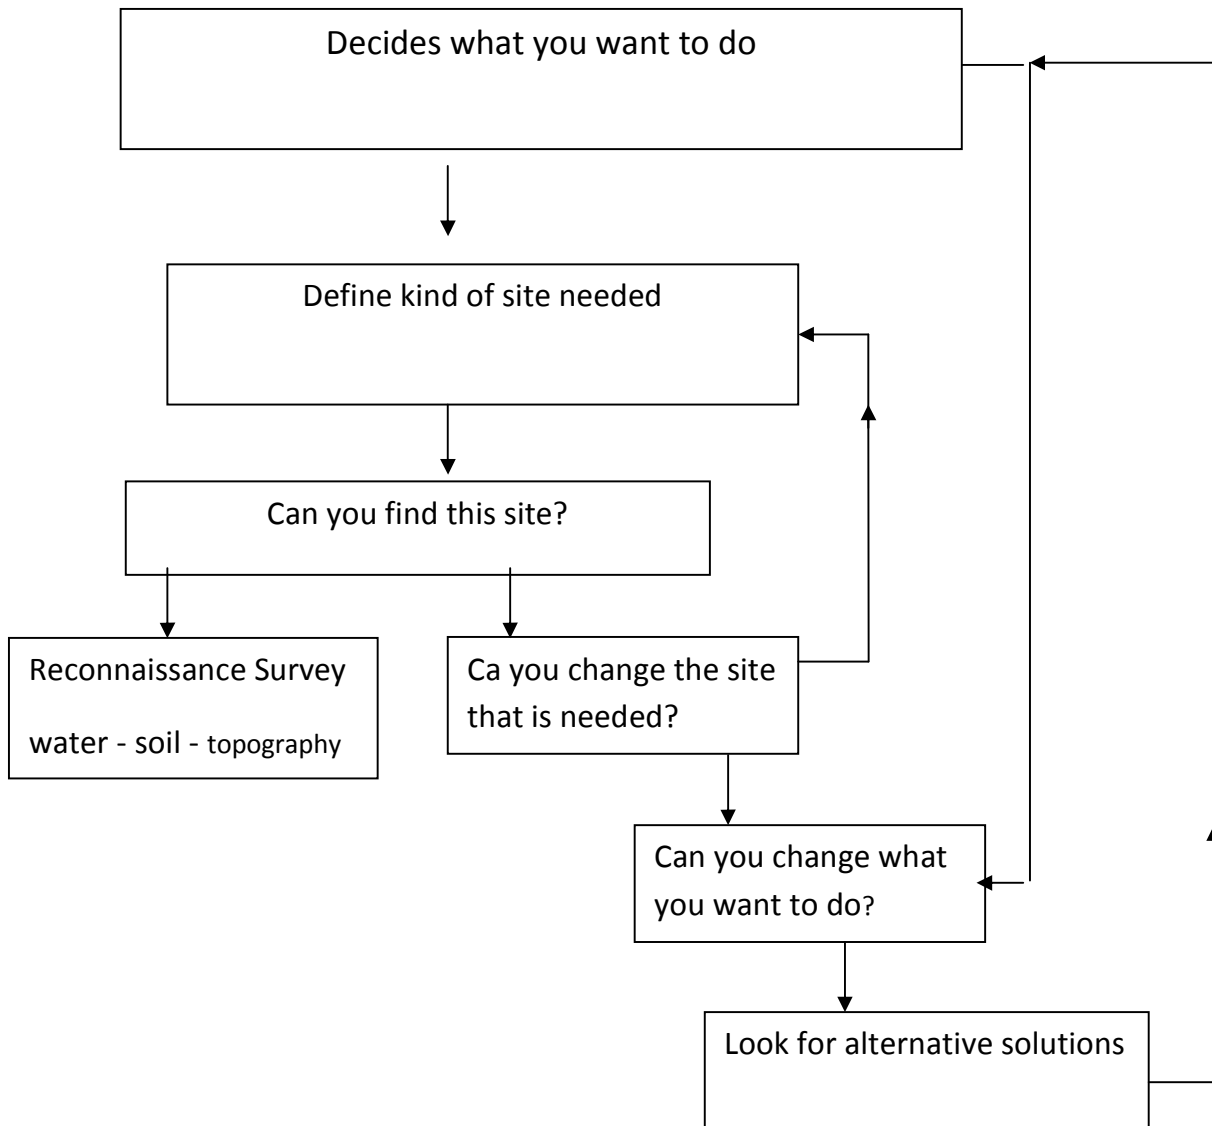 Decides what you want to do
Define kind of site needed
Can you find this site?
Reconnaissance Survey
water - soil - topography
Ca you change the site
that is needed?
Can you change what
you want to do?
Look for alternative solutions